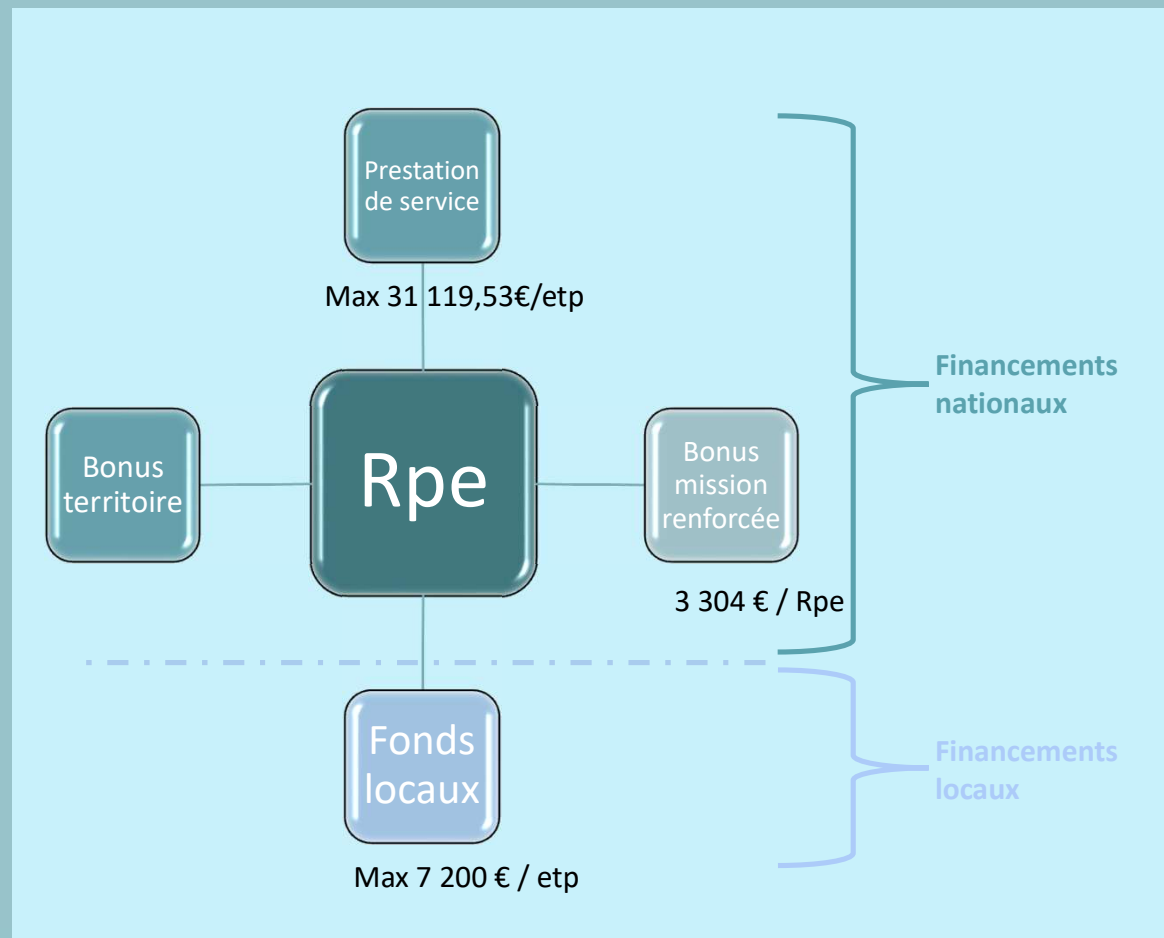 Prestation
de service
Max 31 119,53€/etp
Financements
nationaux
Bonus
territoire
Rpe
Bonus
mission
renforcée
3 304 € / Rpe
Fonds
locaux
Financements
locaux
Max 7 200 € / etp